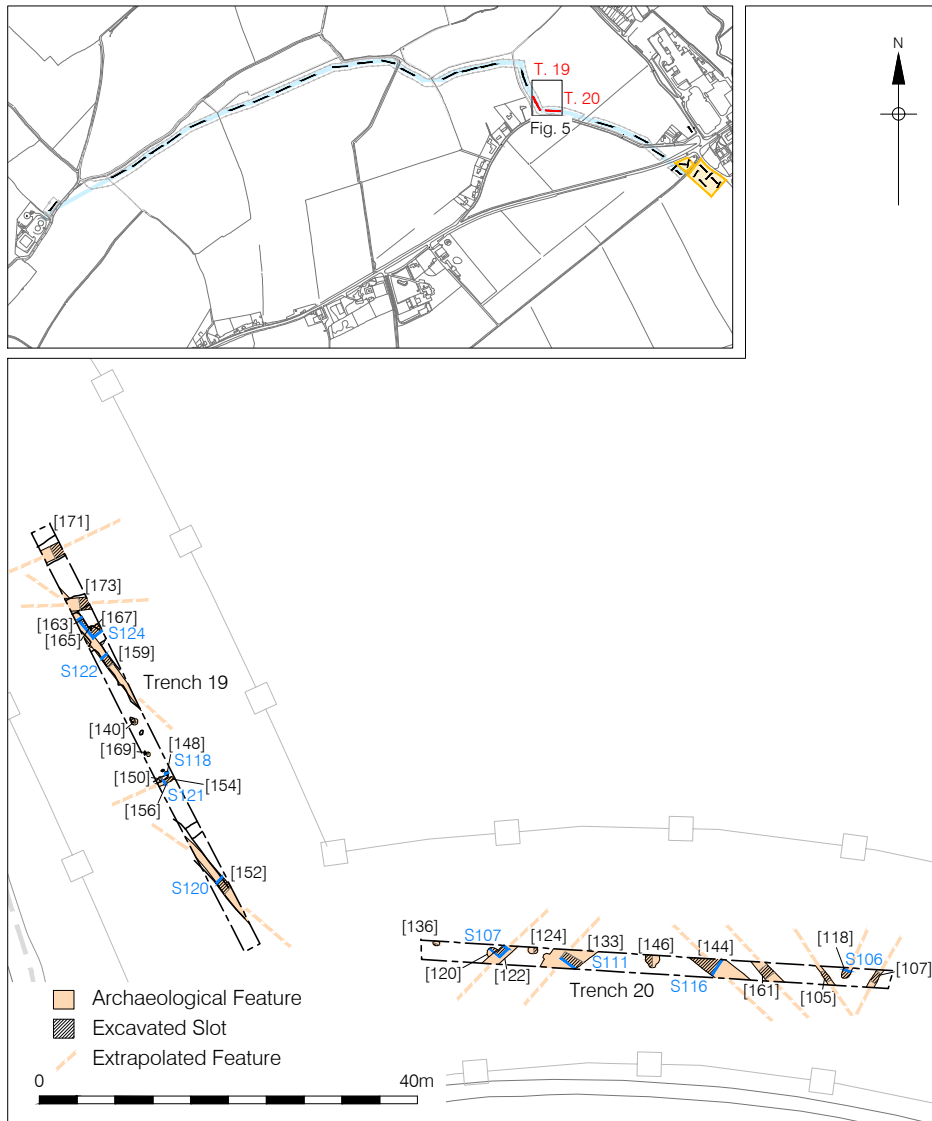 T. 19
T. 20
Fig. 5
N
[171]
[173]
[163]
[167]
[165]
S124
S122
[159]
Trench 19
[140]
[169]
[148]
S118
[150]
[154]
S121
[156]
[152]
S120
[136]
S107
[124]
[133]
[146]
[144]
[118]
S106
[107]
[120]
[122]
S111
S116
Trench 20
[161]
[105]
Archaeological Feature
Excavated Slot
Extrapolated Feature
0 40m